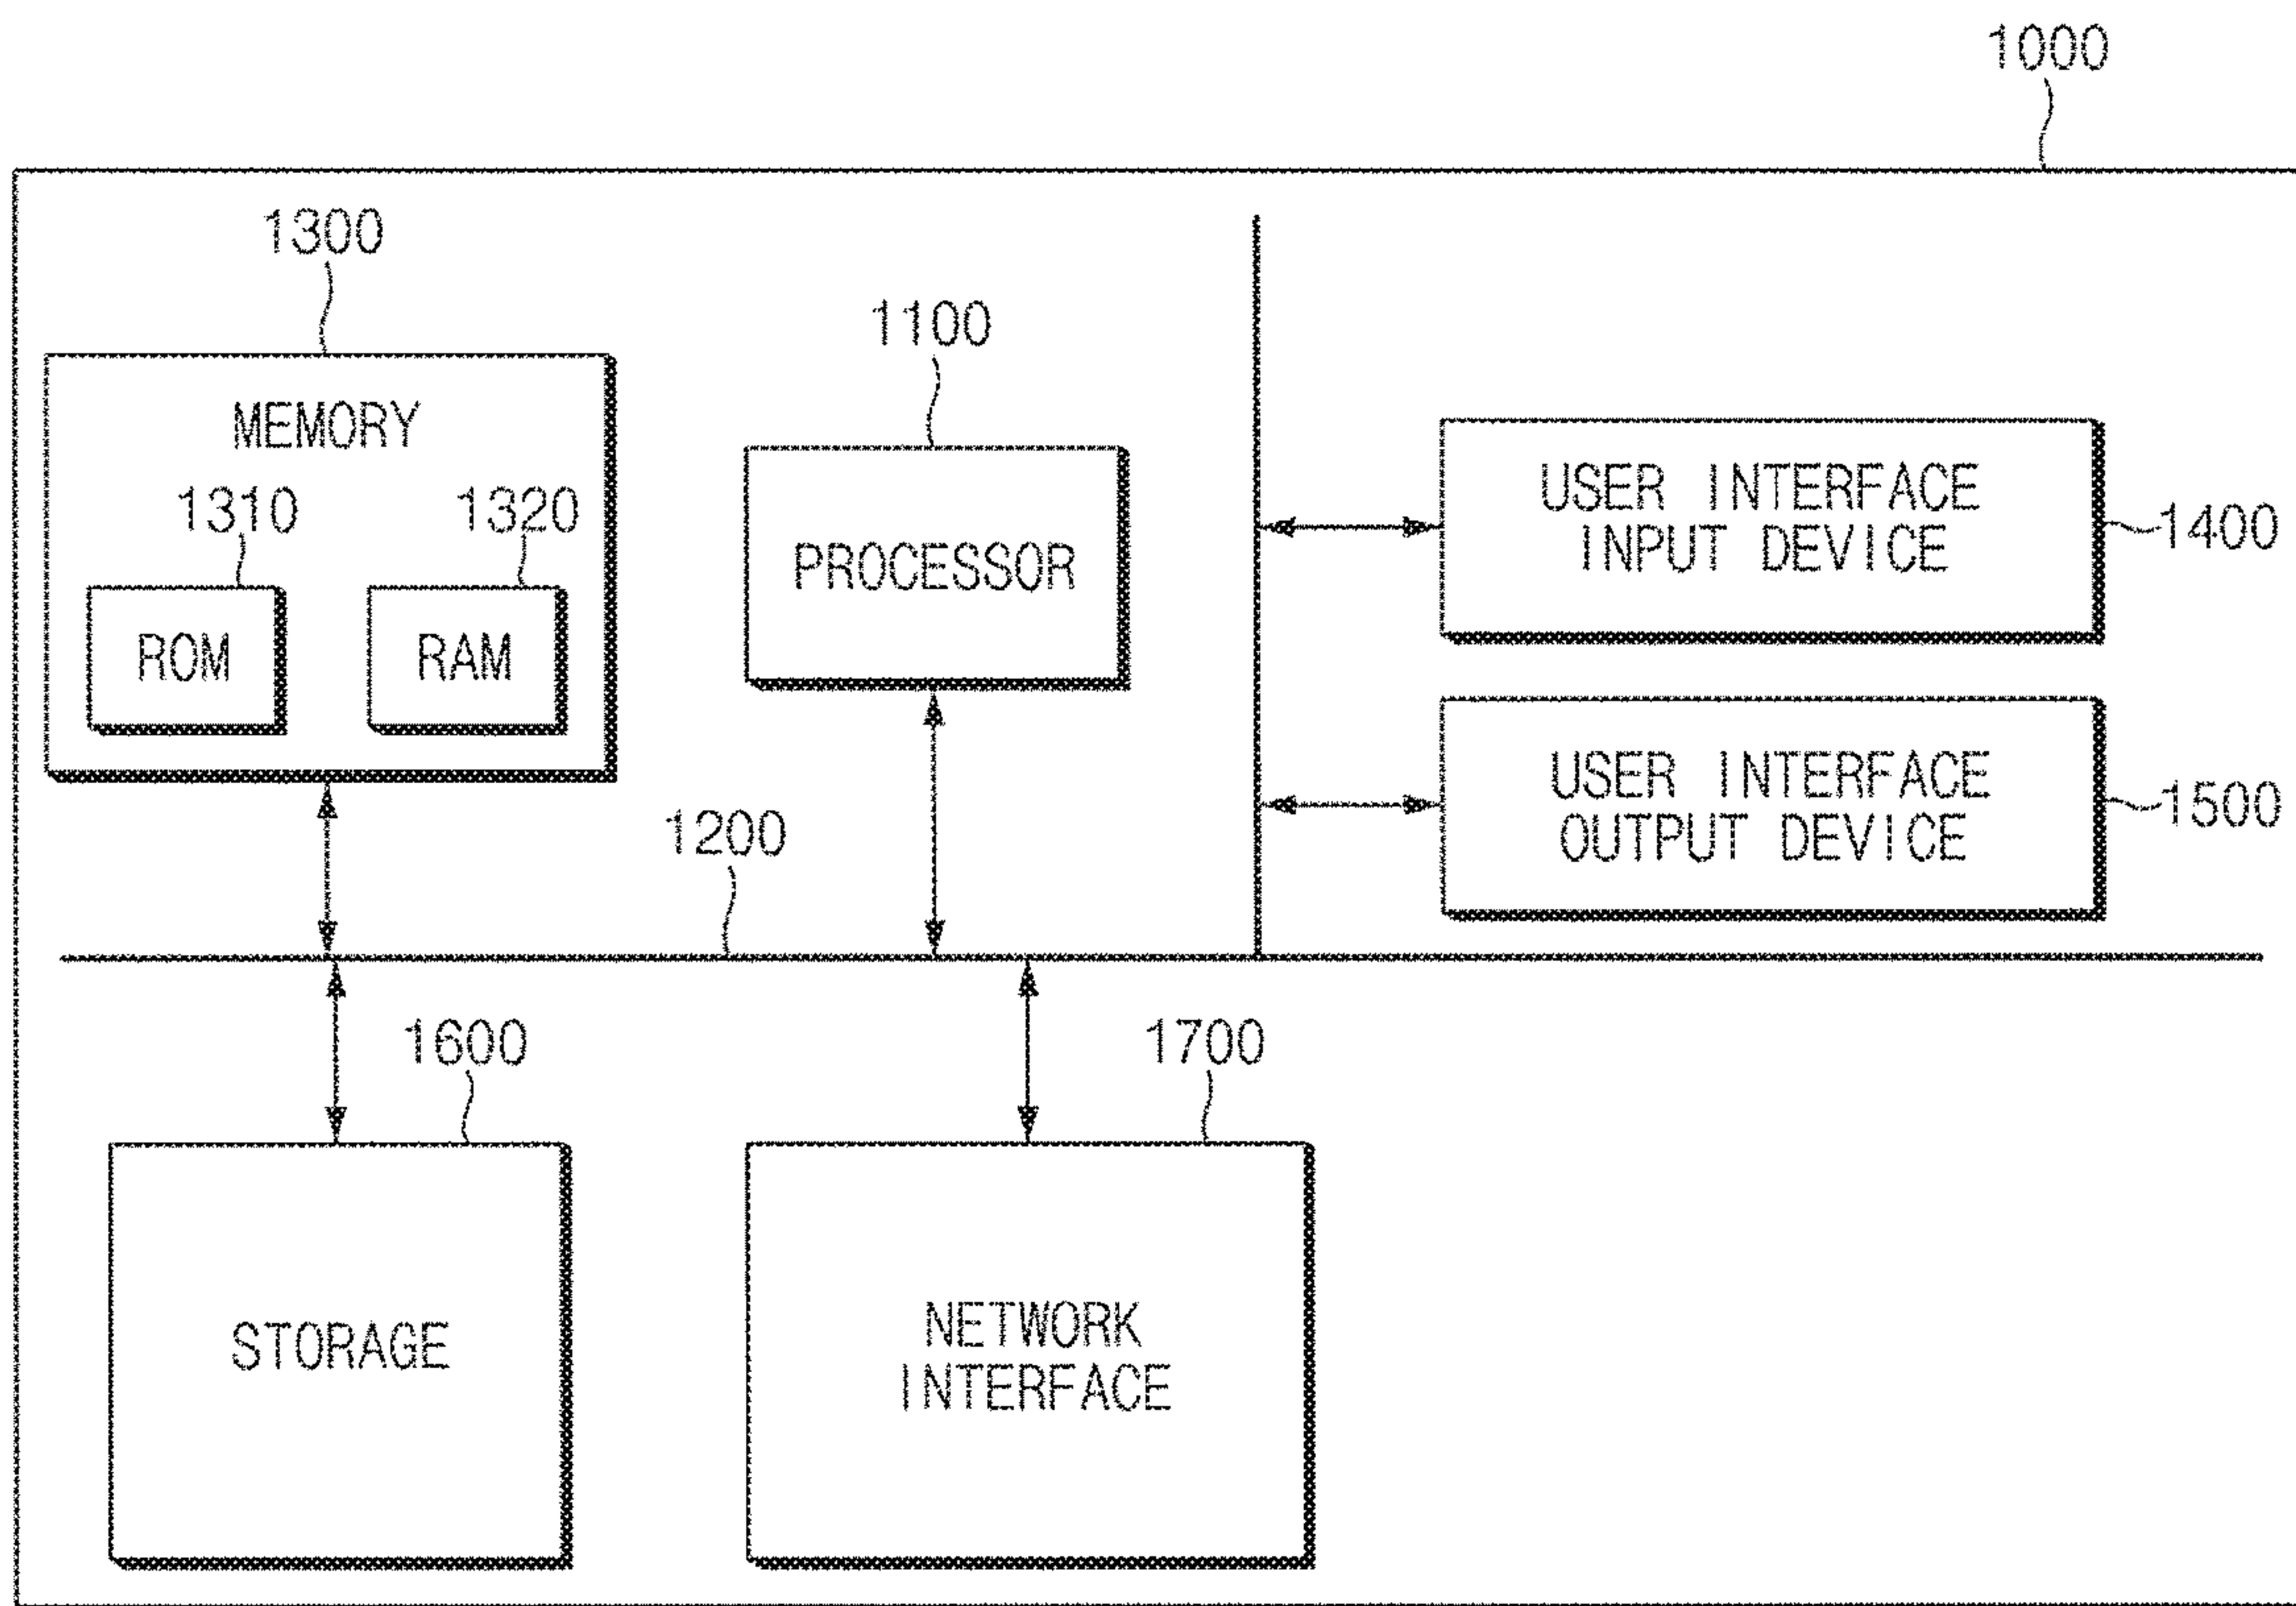 1000
1300
1100
MEMORY
1310
1320
ROM
RAM
PROCESSOR
USER INTERFACE
INPUT DEVICE
1400
USER INTERFACE
OUTPUT DEVICE
1500
1200
1600
1700
STORAGE
NETWORK
INTERFACE